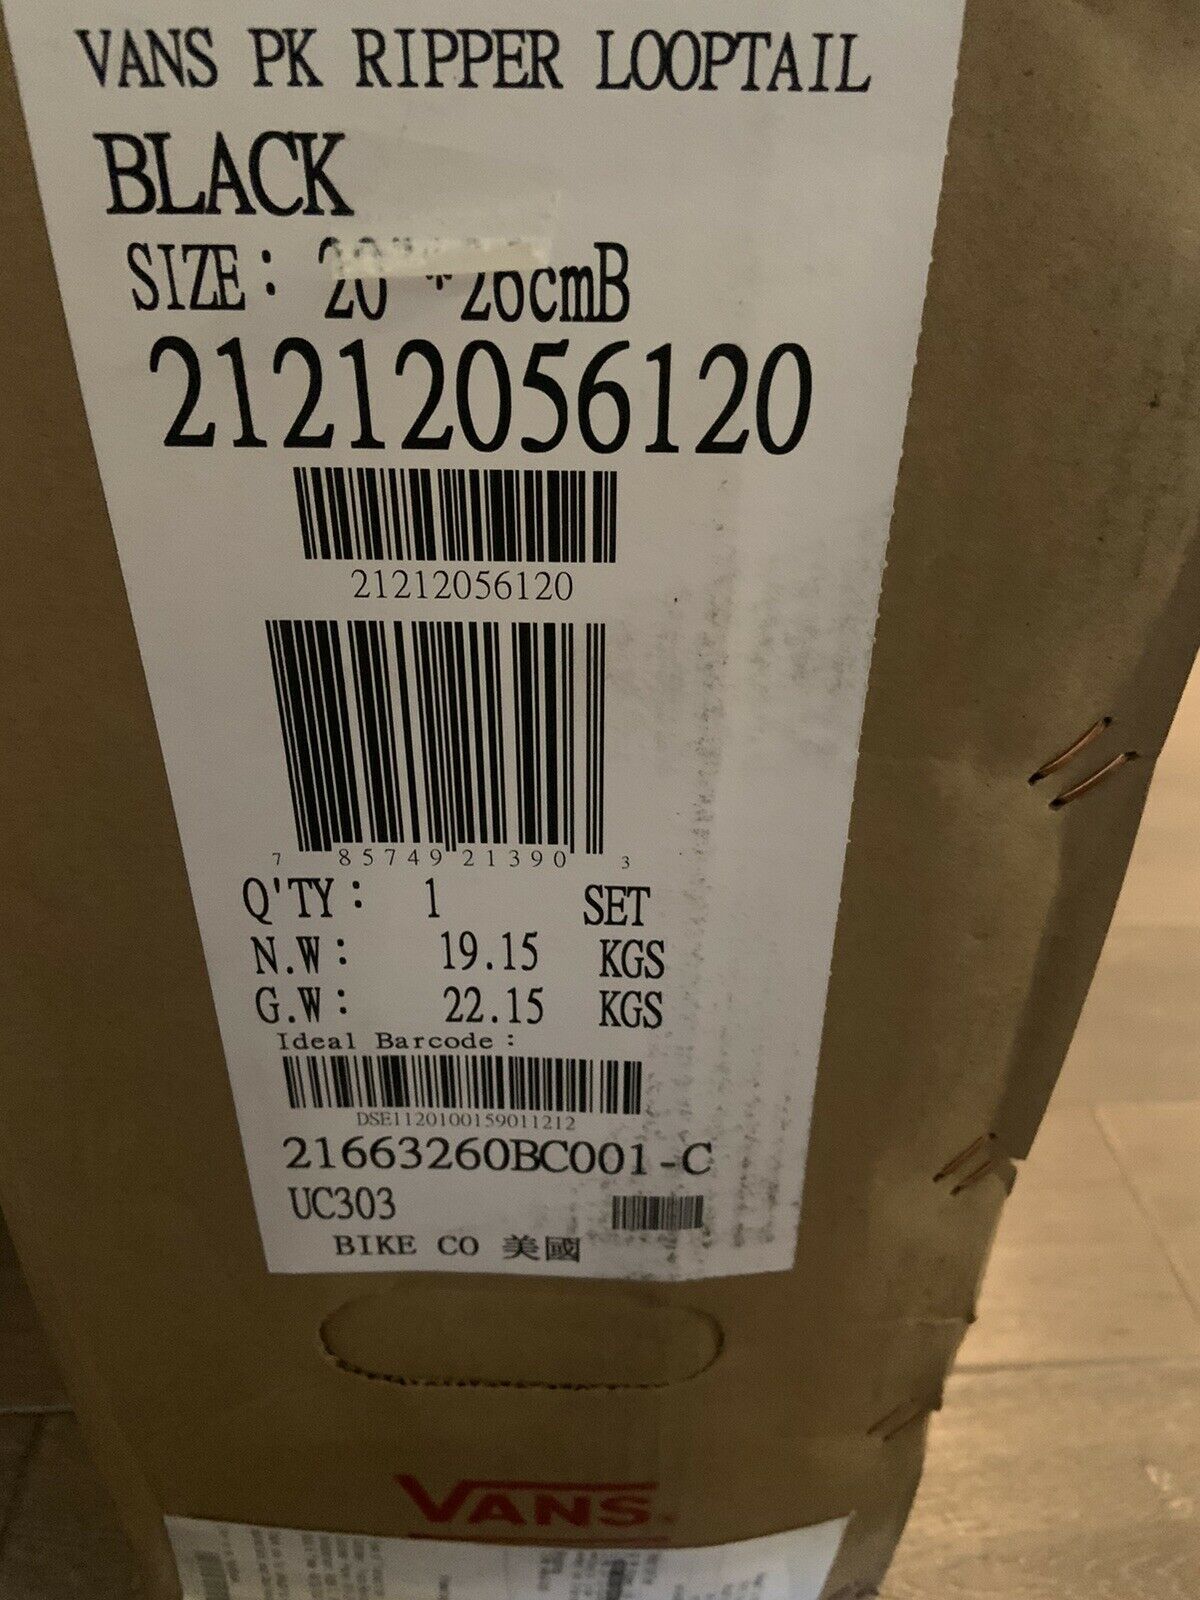 VANS PK RIPPER LOOPTAIL
BLACK
SIZE: 20"*26cmB
21212056120
21212056120
7 85749 21390 3
Q'TY: 1 SET
N.W: 19.15 KGS
G.W: 22.15 KGS
Ideal Barcode:
DSE1120100159011212
21663260BC001-C
UC303
BIKE CO 美國
VANS